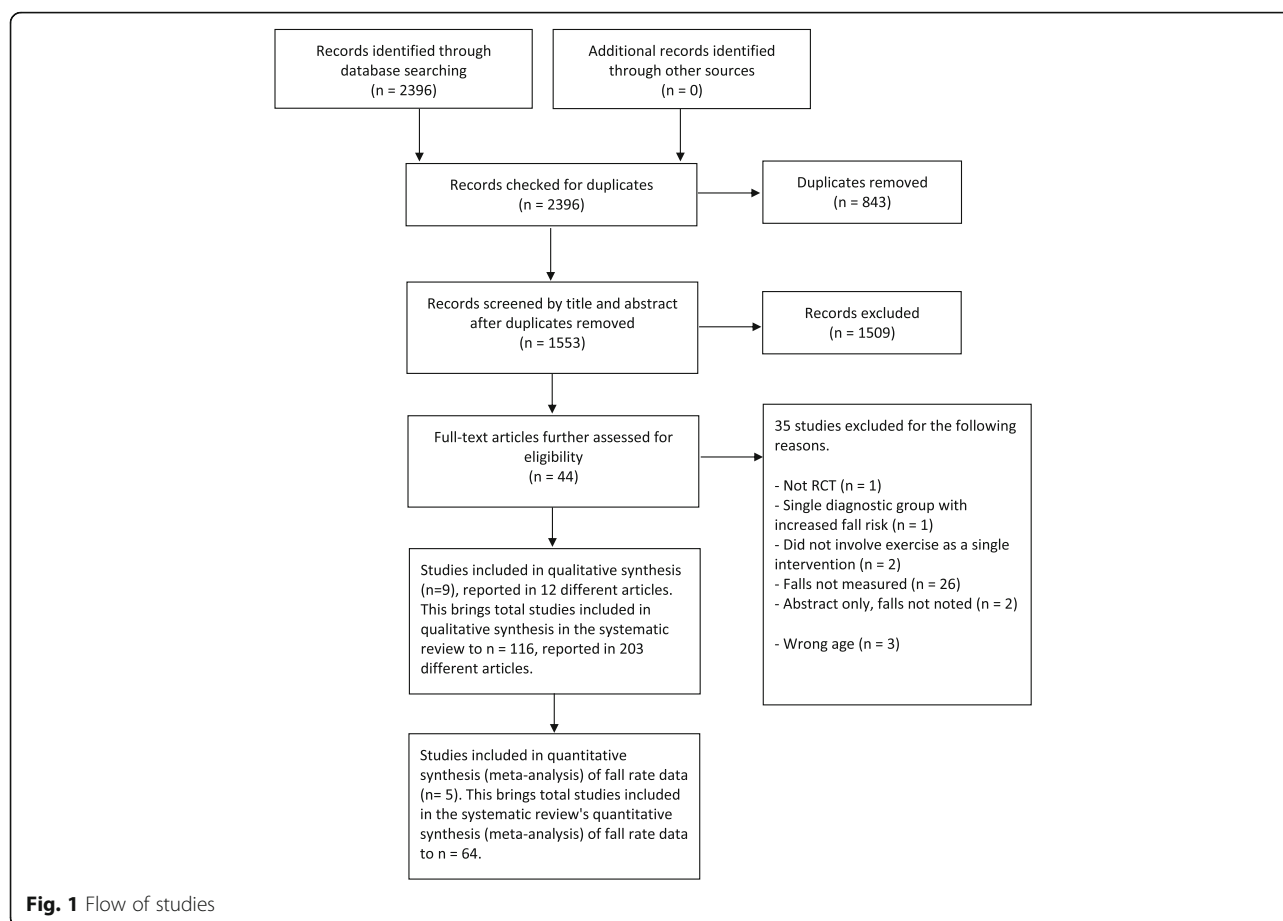 Records identified through
database searching
(n = 2396)
Additional records identified
through other sources
(n = 0)
Records checked for duplicates
(n = 2396)
Duplicates removed
(n = 843)
Records screened by title and abstract
after duplicates removed
(n = 1553)
Records excluded
(n = 1509)
Full-text articles further assessed for
eligibility
(n = 44)
35 studies excluded for the following
reasons.
- Not RCT (n = 1)
- Single diagnostic group with
increased fall risk (n = 1)
- Did not involve exercise as a single
intervention (n = 2)
- Falls not measured (n = 26)
- Abstract only, falls not noted (n = 2)
- Wrong age (n = 3)
Studies included in qualitative synthesis
(n=9), reported in 12 different articles.
This brings total studies included in
qualitative synthesis in the systematic
review to n = 116, reported in 203
different articles.
Studies included in quantitative
synthesis (meta-analysis) of fall rate data
(n= 5). This brings total studies included
in the systematic review's quantitative
synthesis (meta-analysis) of fall rate data
to n = 64.
Fig. 1 Flow of studies